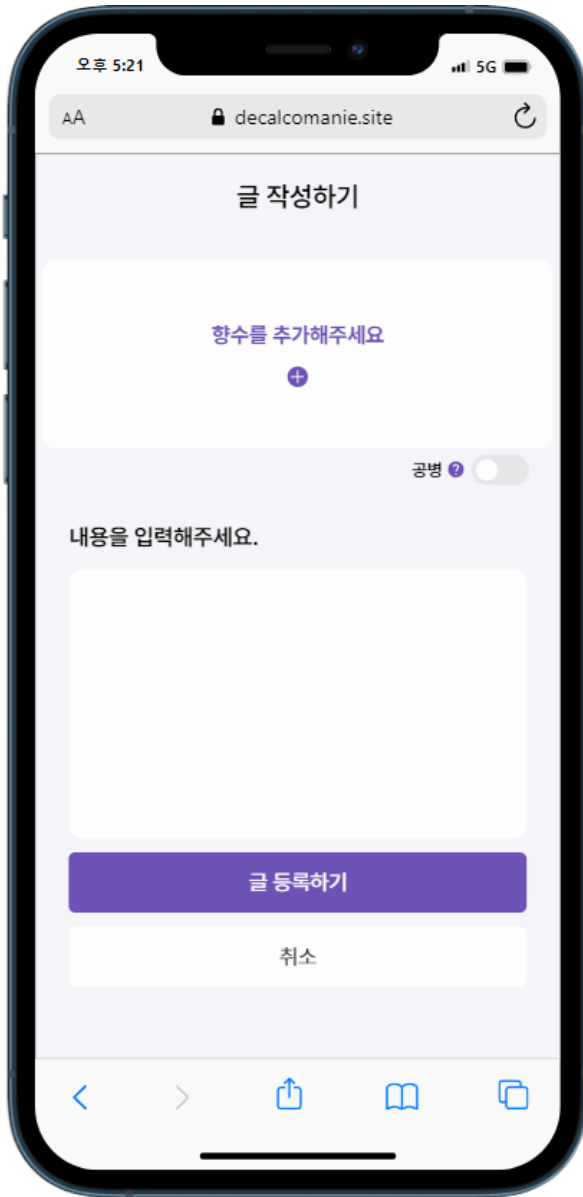 오후 5:21
5G
AA
decalcomanie.site
글 작성하기
향수를 추가해주세요
공병 ?
내용을 입력해주세요.
글 등록하기
취소